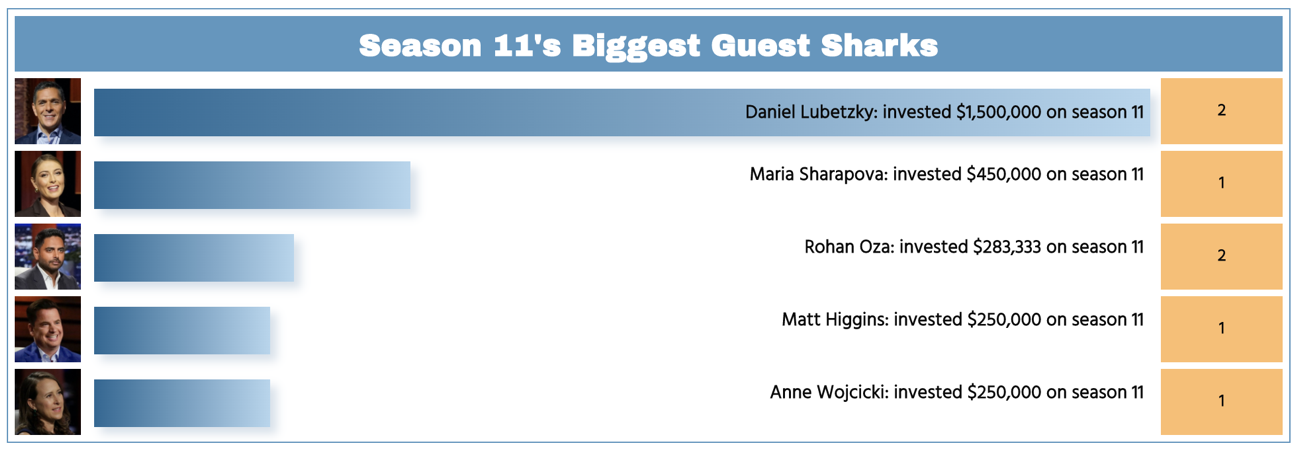 Season 11's Biggest Guest Sharks
Daniel Lubetzky: invested $1,500,000 on season 11 2
Maria Sharapova: invested $450,000 on season 11 1
Rohan Oza: invested $283,333 on season 11 2
Matt Higgins: invested $250,000 on season 11 1
Anne Wojcicki: invested $250,000 on season 11 1